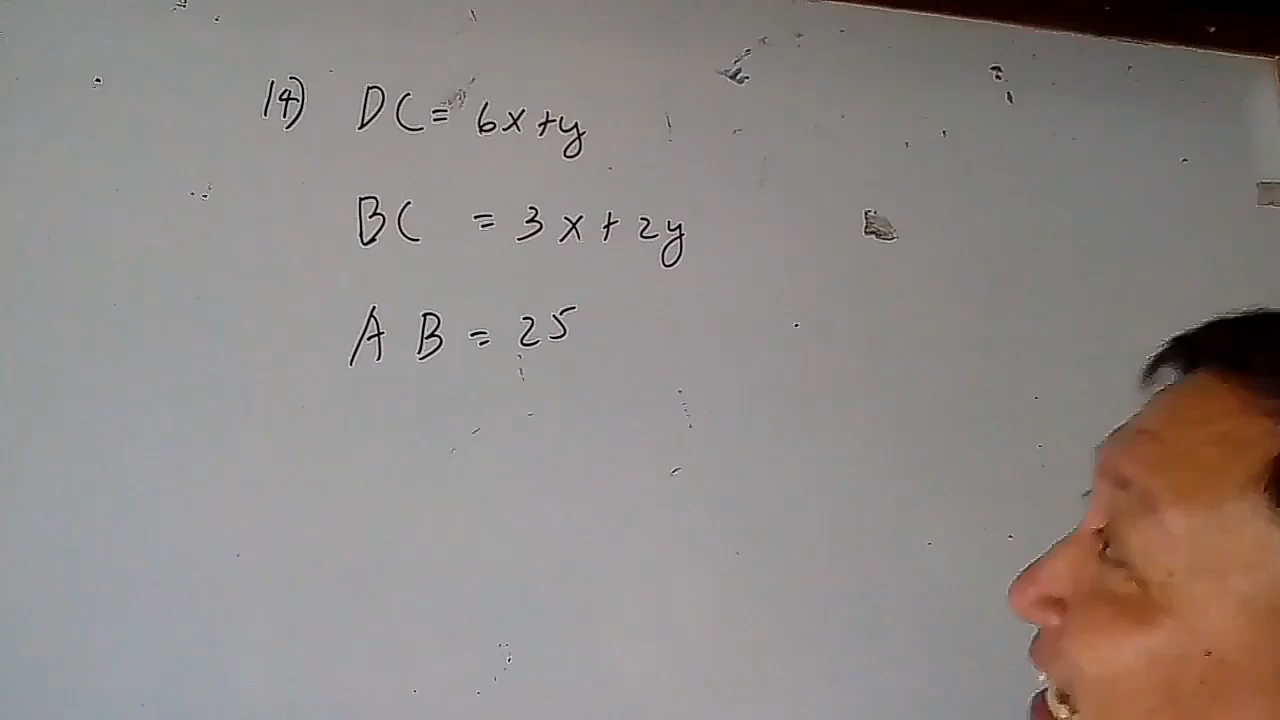 14) DC = 6x+y
BC = 3x+2y
AB = 25